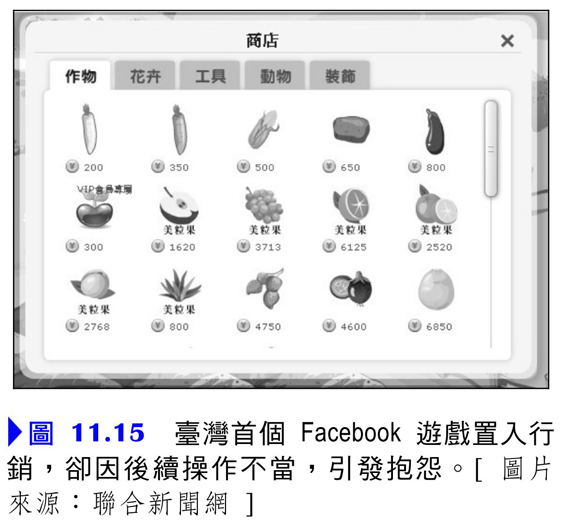 商店 ×
作物 花卉 工具 動物 裝飾
200 350 500 650 800
VIP會員專屬
美粒果 美粒果 美粒果 美粒果
300 1620 3713 6125 2520
美粒果 美粒果
2768 800 4750 4600 6850
圖 11.15 臺灣首個 Facebook 遊戲置入行
銷，卻因後續操作不當，引發抱怨。[ 圖片
來源：聯合新聞網 ]